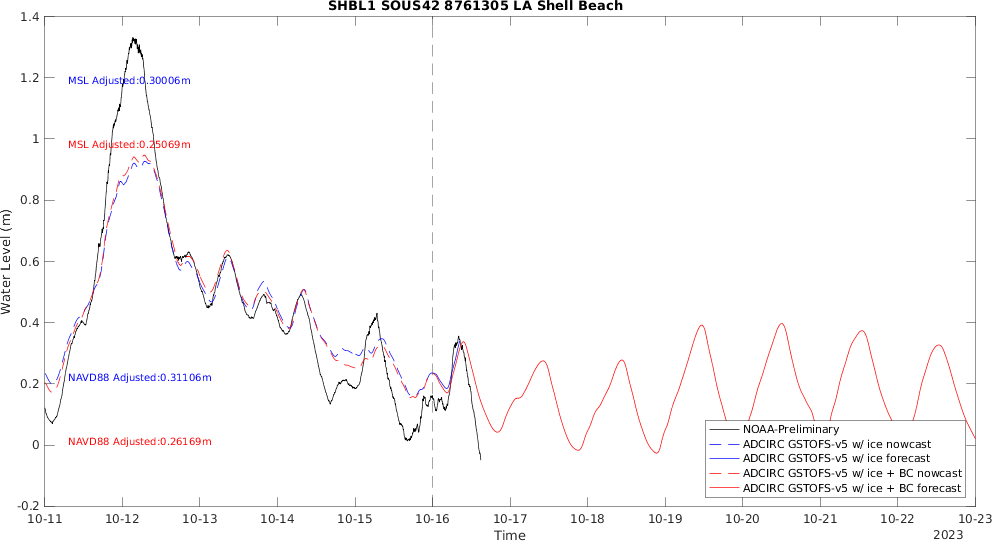 SHBL1 SOUS42 8761305 LA Shell Beach
1.4
1.2
1
0.8
0.6
0.4
0.2
0
-0.2
Water Level (m)
MSL Adjusted:0.30006m
MSL Adjusted:0.25069m
NAVD88 Adjusted:0.31106m
NAVD88 Adjusted:0.26169m
NOAA-Preliminary
ADCIRC GSTOFS-v5 w/ ice nowcast
ADCIRC GSTOFS-v5 w/ ice forecast
ADCIRC GSTOFS-v5 w/ ice + BC nowcast
ADCIRC GSTOFS-v5 w/ ice + BC forecast
10-11 10-12 10-13 10-14 10-15 10-16 10-17 10-18 10-19 10-20 10-21 10-22 10-23
Time
2023